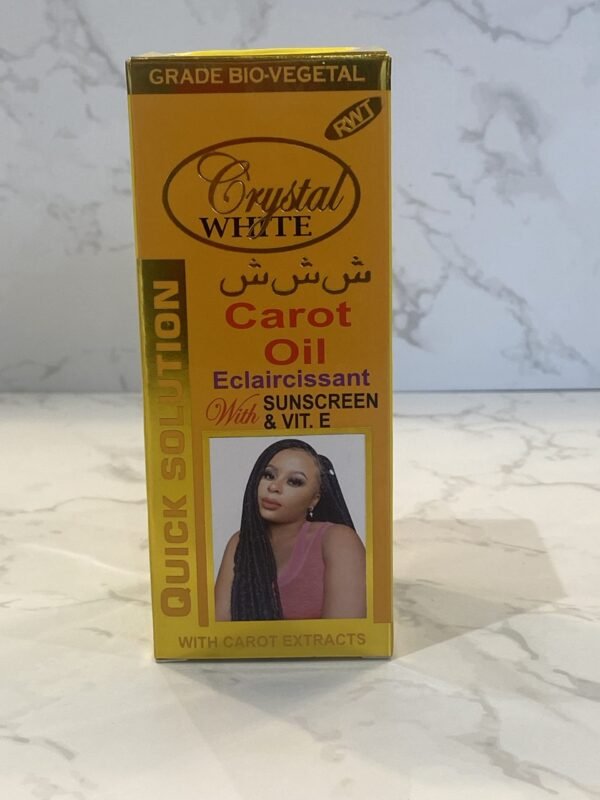 GRADE BIO-VEGETAL
RWT
Crystal
WHITE
ش ش ش
Carot
Oil
Eclaircissant
With SUNSCREEN
& VIT. E
QUICK SOLUTION
WITH CAROT EXTRACTS